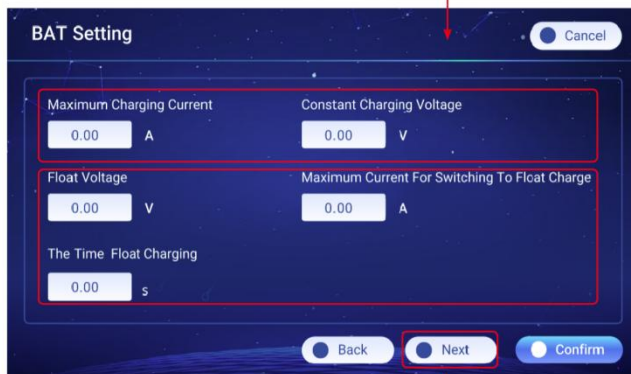 BAT Setting
Cancel
Maximum Charging Current
Constant Charging Voltage
0.00 A
0.00 V
Float Voltage
Maximum Current For Switching To Float Charge
0.00 V
0.00 A
The Time Float Charging
0.00 s
Back
Next
Confirm